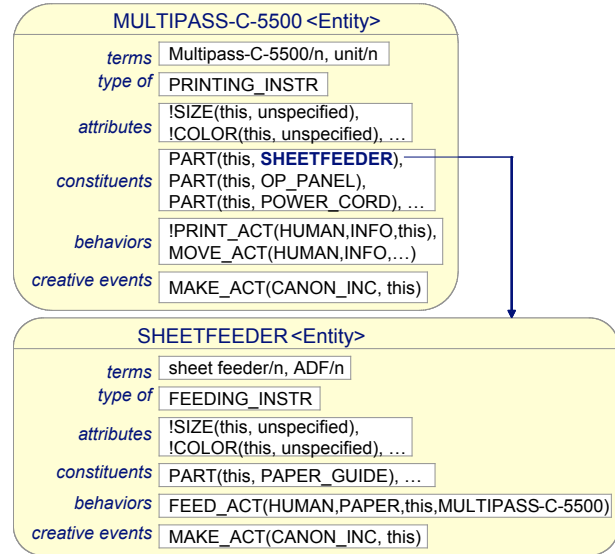 MULTIPASS-C-5500 <Entity>
terms Multipass-C-5500/n, unit/n
type of PRINTING_INSTR
attributes !SIZE(this, unspecified),
!COLOR(this, unspecified), …
constituents PART(this, SHEETFEEDER),
PART(this, OP_PANEL),
PART(this, POWER_CORD), …
behaviors !PRINT_ACT(HUMAN,INFO,this),
MOVE_ACT(HUMAN,INFO,…)
creative events MAKE_ACT(CANON_INC, this)
SHEETFEEDER <Entity>
terms sheet feeder/n, ADF/n
type of FEEDING_INSTR
attributes !SIZE(this, unspecified),
!COLOR(this, unspecified), …
constituents PART(this, PAPER_GUIDE), …
behaviors FEED_ACT(HUMAN,PAPER,this,MULTIPASS-C-5500)
creative events MAKE_ACT(CANON_INC, this)